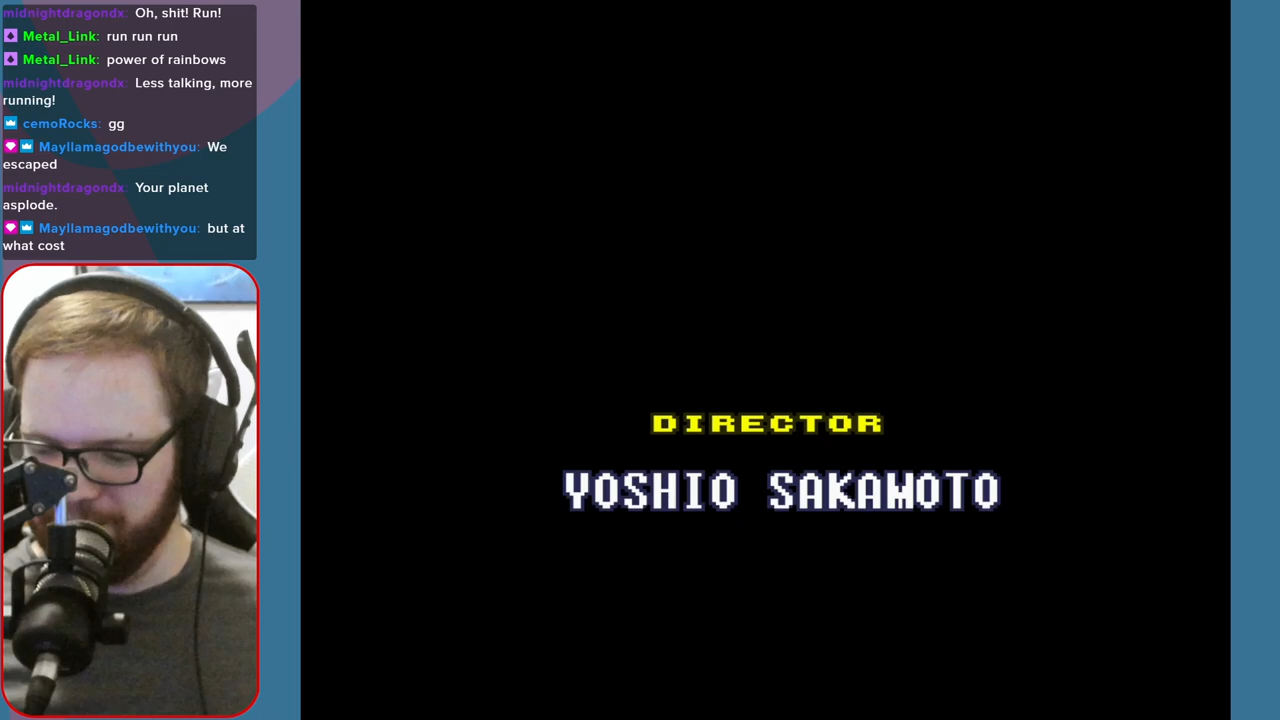 midnightdragondx: Oh, shit! Run!
Metal_Link: run run run
Metal_Link: power of rainbows
midnightdragondx: Less talking, more
running!
cemoRocks: gg
Mayllamagodbewithyou: We
escaped
midnightdragondx: Your planet
asplode.
Mayllamagodbewithyou: but at
what cost
DIRECTOR
YOSHIO SAKAMOTO